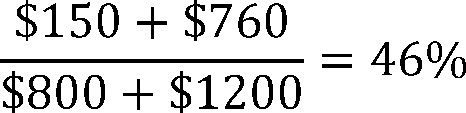 $150 + $760
$800 + $1200
= 46%